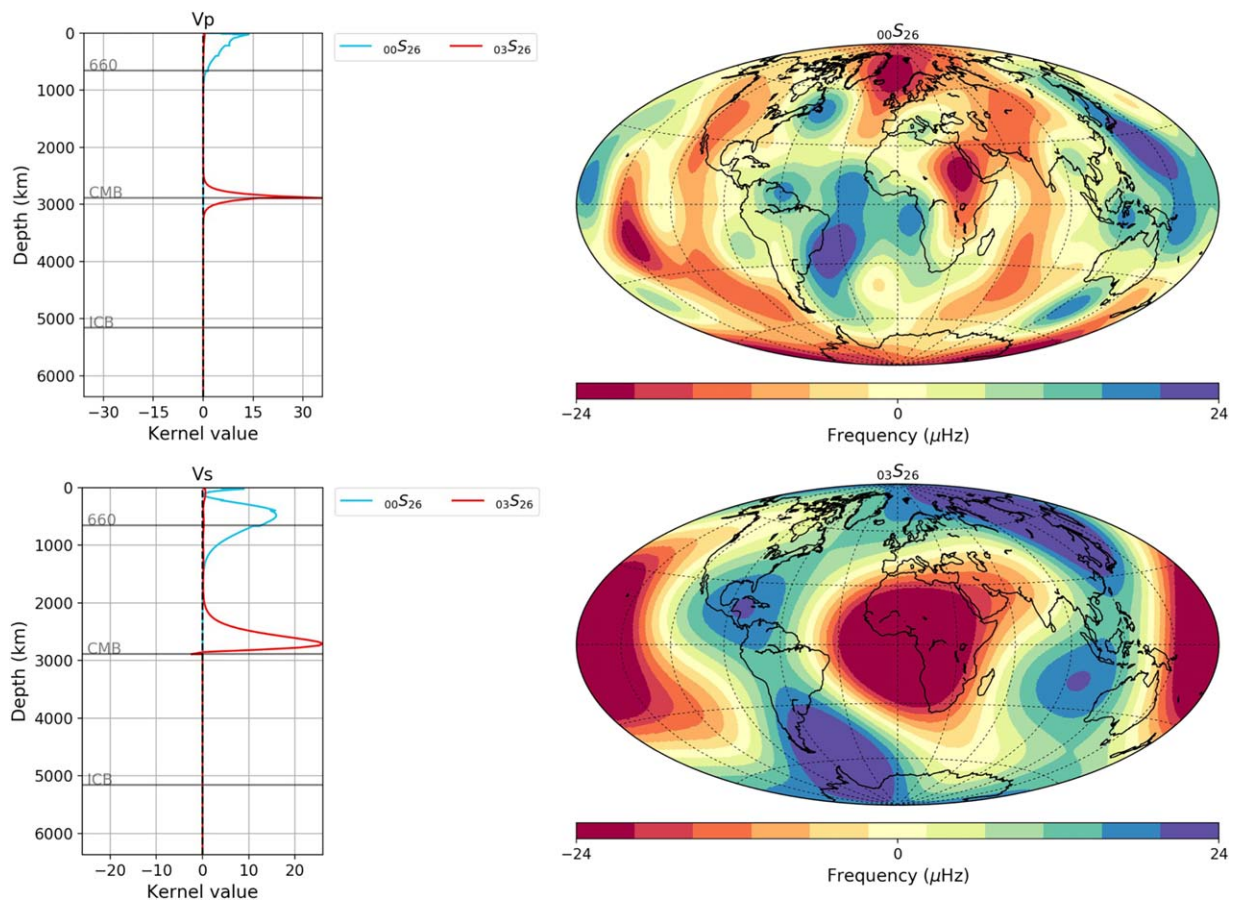 Vp
0
1000
2000
3000
4000
5000
6000
Depth (km)
660
CMB
ICB
−30 −15 0 15 30
Kernel value
00S26 03S26
00S26
−24 0 24
Frequency (μHz)
Vs
0
1000
2000
3000
4000
5000
6000
Depth (km)
660
CMB
ICB
−20 −10 0 10 20
Kernel value
00S26 03S26
03S26
−24 0 24
Frequency (μHz)